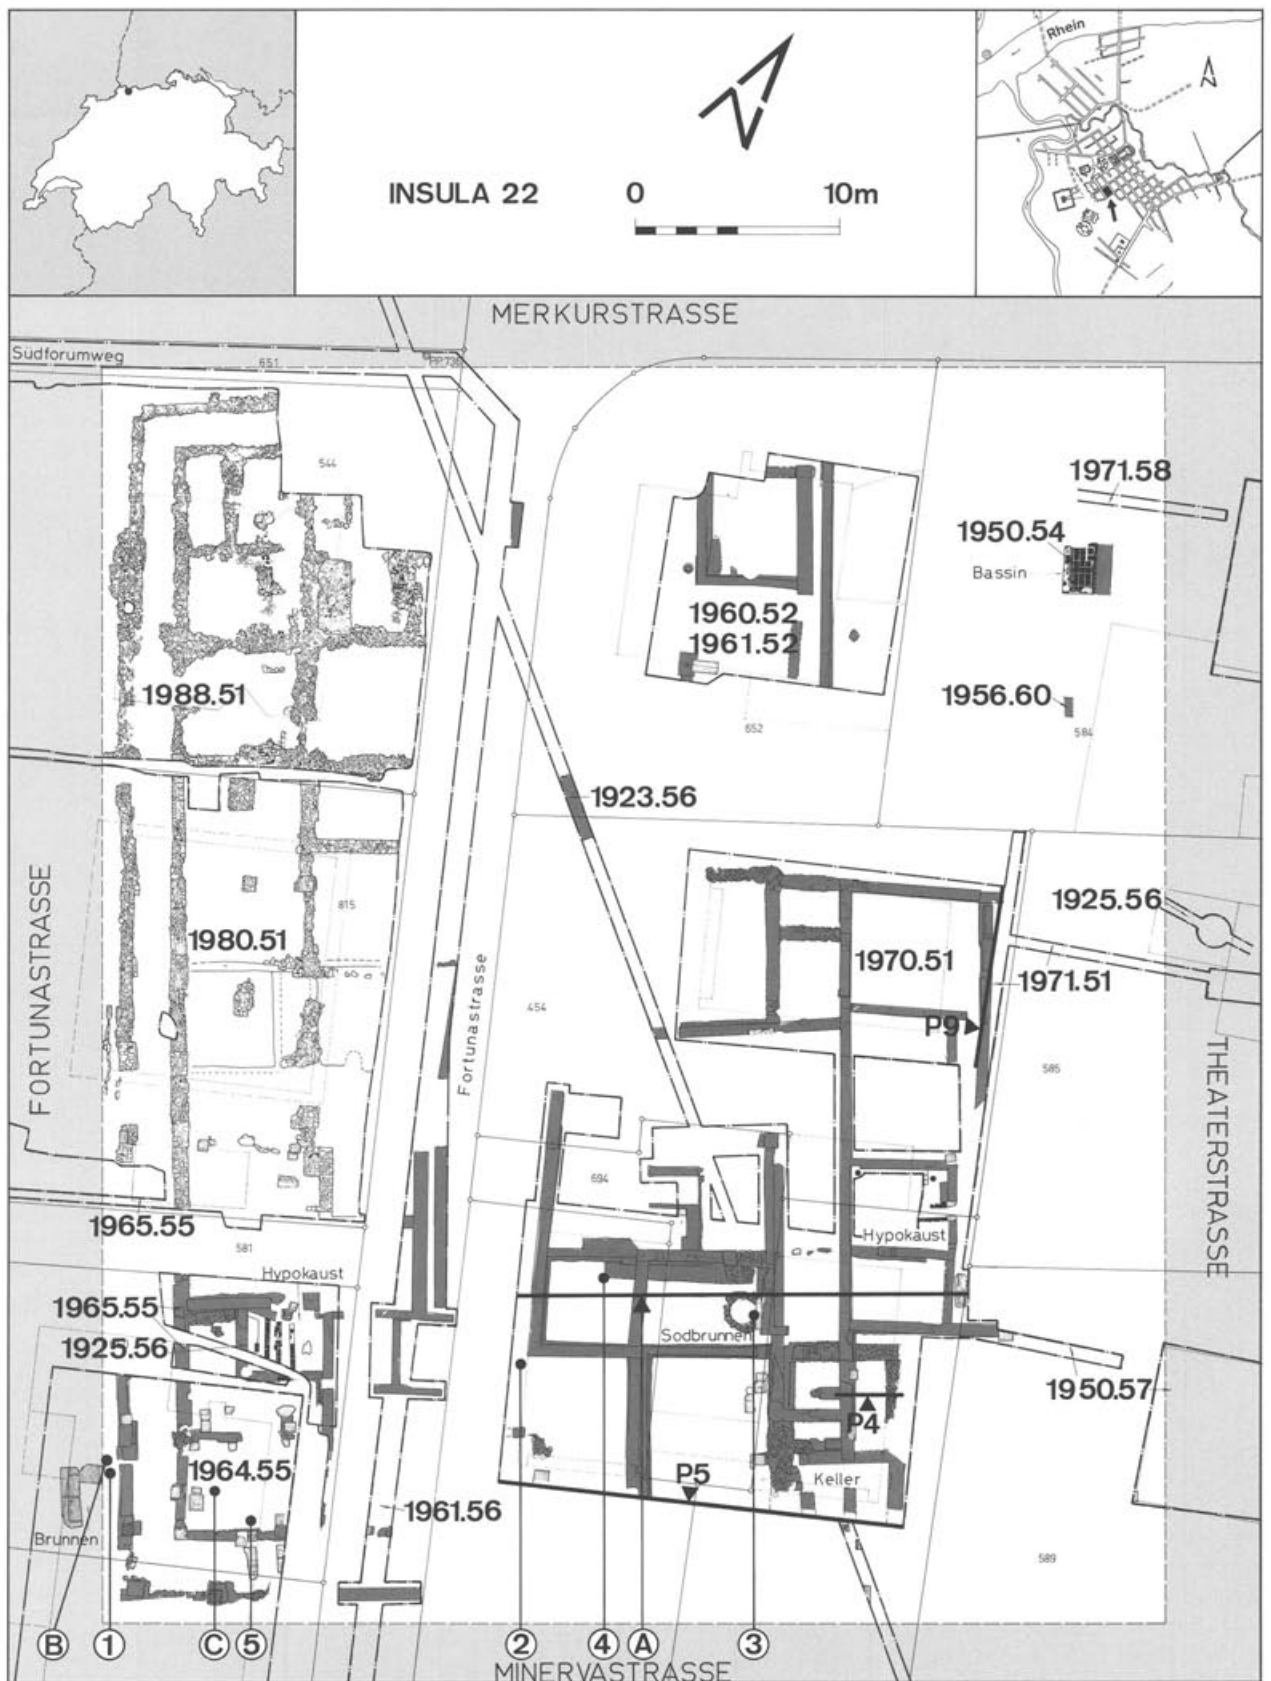 Rhein
N
INSULA 22
0 10m
MERKURSTRASSE
Südforumweg
651
544
1971.58
1950.54
Bassin
1960.52
1961.52
1988.51
1956.60
652
584
1923.56
FORTUNASTRASSE
815
1980.51
Fortunastrasse
454
1970.51
1925.56
1971.51
P9
585
THEATERSTRASSE
694
1965.55
581
Hypokaust
Hypokaust
1965.55
1925.56
Sodbrunnen
1950.57
P4
P5
Keller
1964.55
1961.56
Brunnen
589
B 1 C 5 2 4 A 3
MINERVASTRASSE